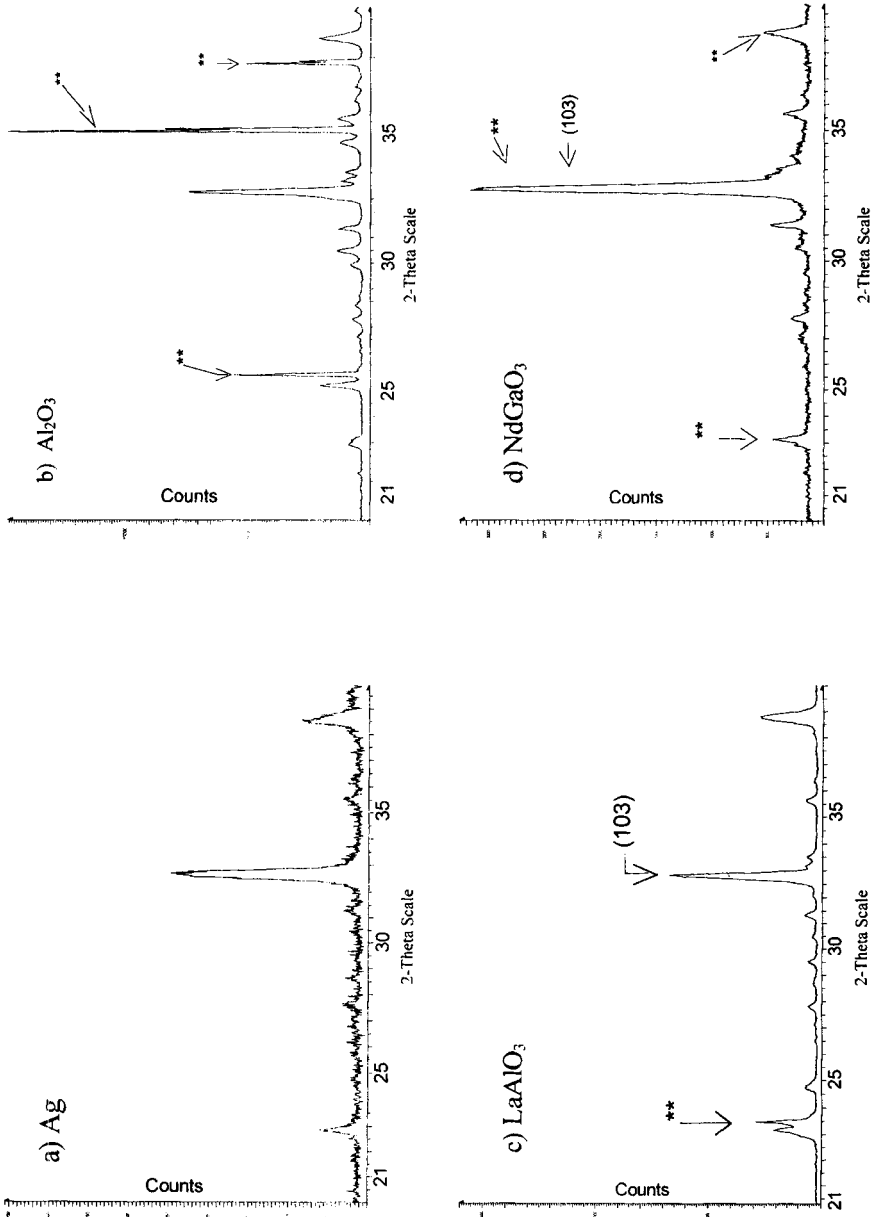 a) Ag
Counts
21
25
30
35
2-Theta Scale
b) Al₂O₃
**
**
**
Counts
21
25
30
35
2-Theta Scale
c) LaAlO₃
**
(103)
Counts
21
25
30
35
2-Theta Scale
d) NdGaO₃
**
**
(103)
**
Counts
21
25
30
35
2-Theta Scale